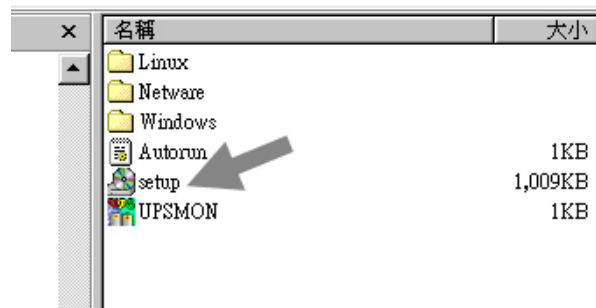 名稱 大小
Linux
Netware
Windows
Autorun 1KB
setup 1,009KB
UPSMON 1KB